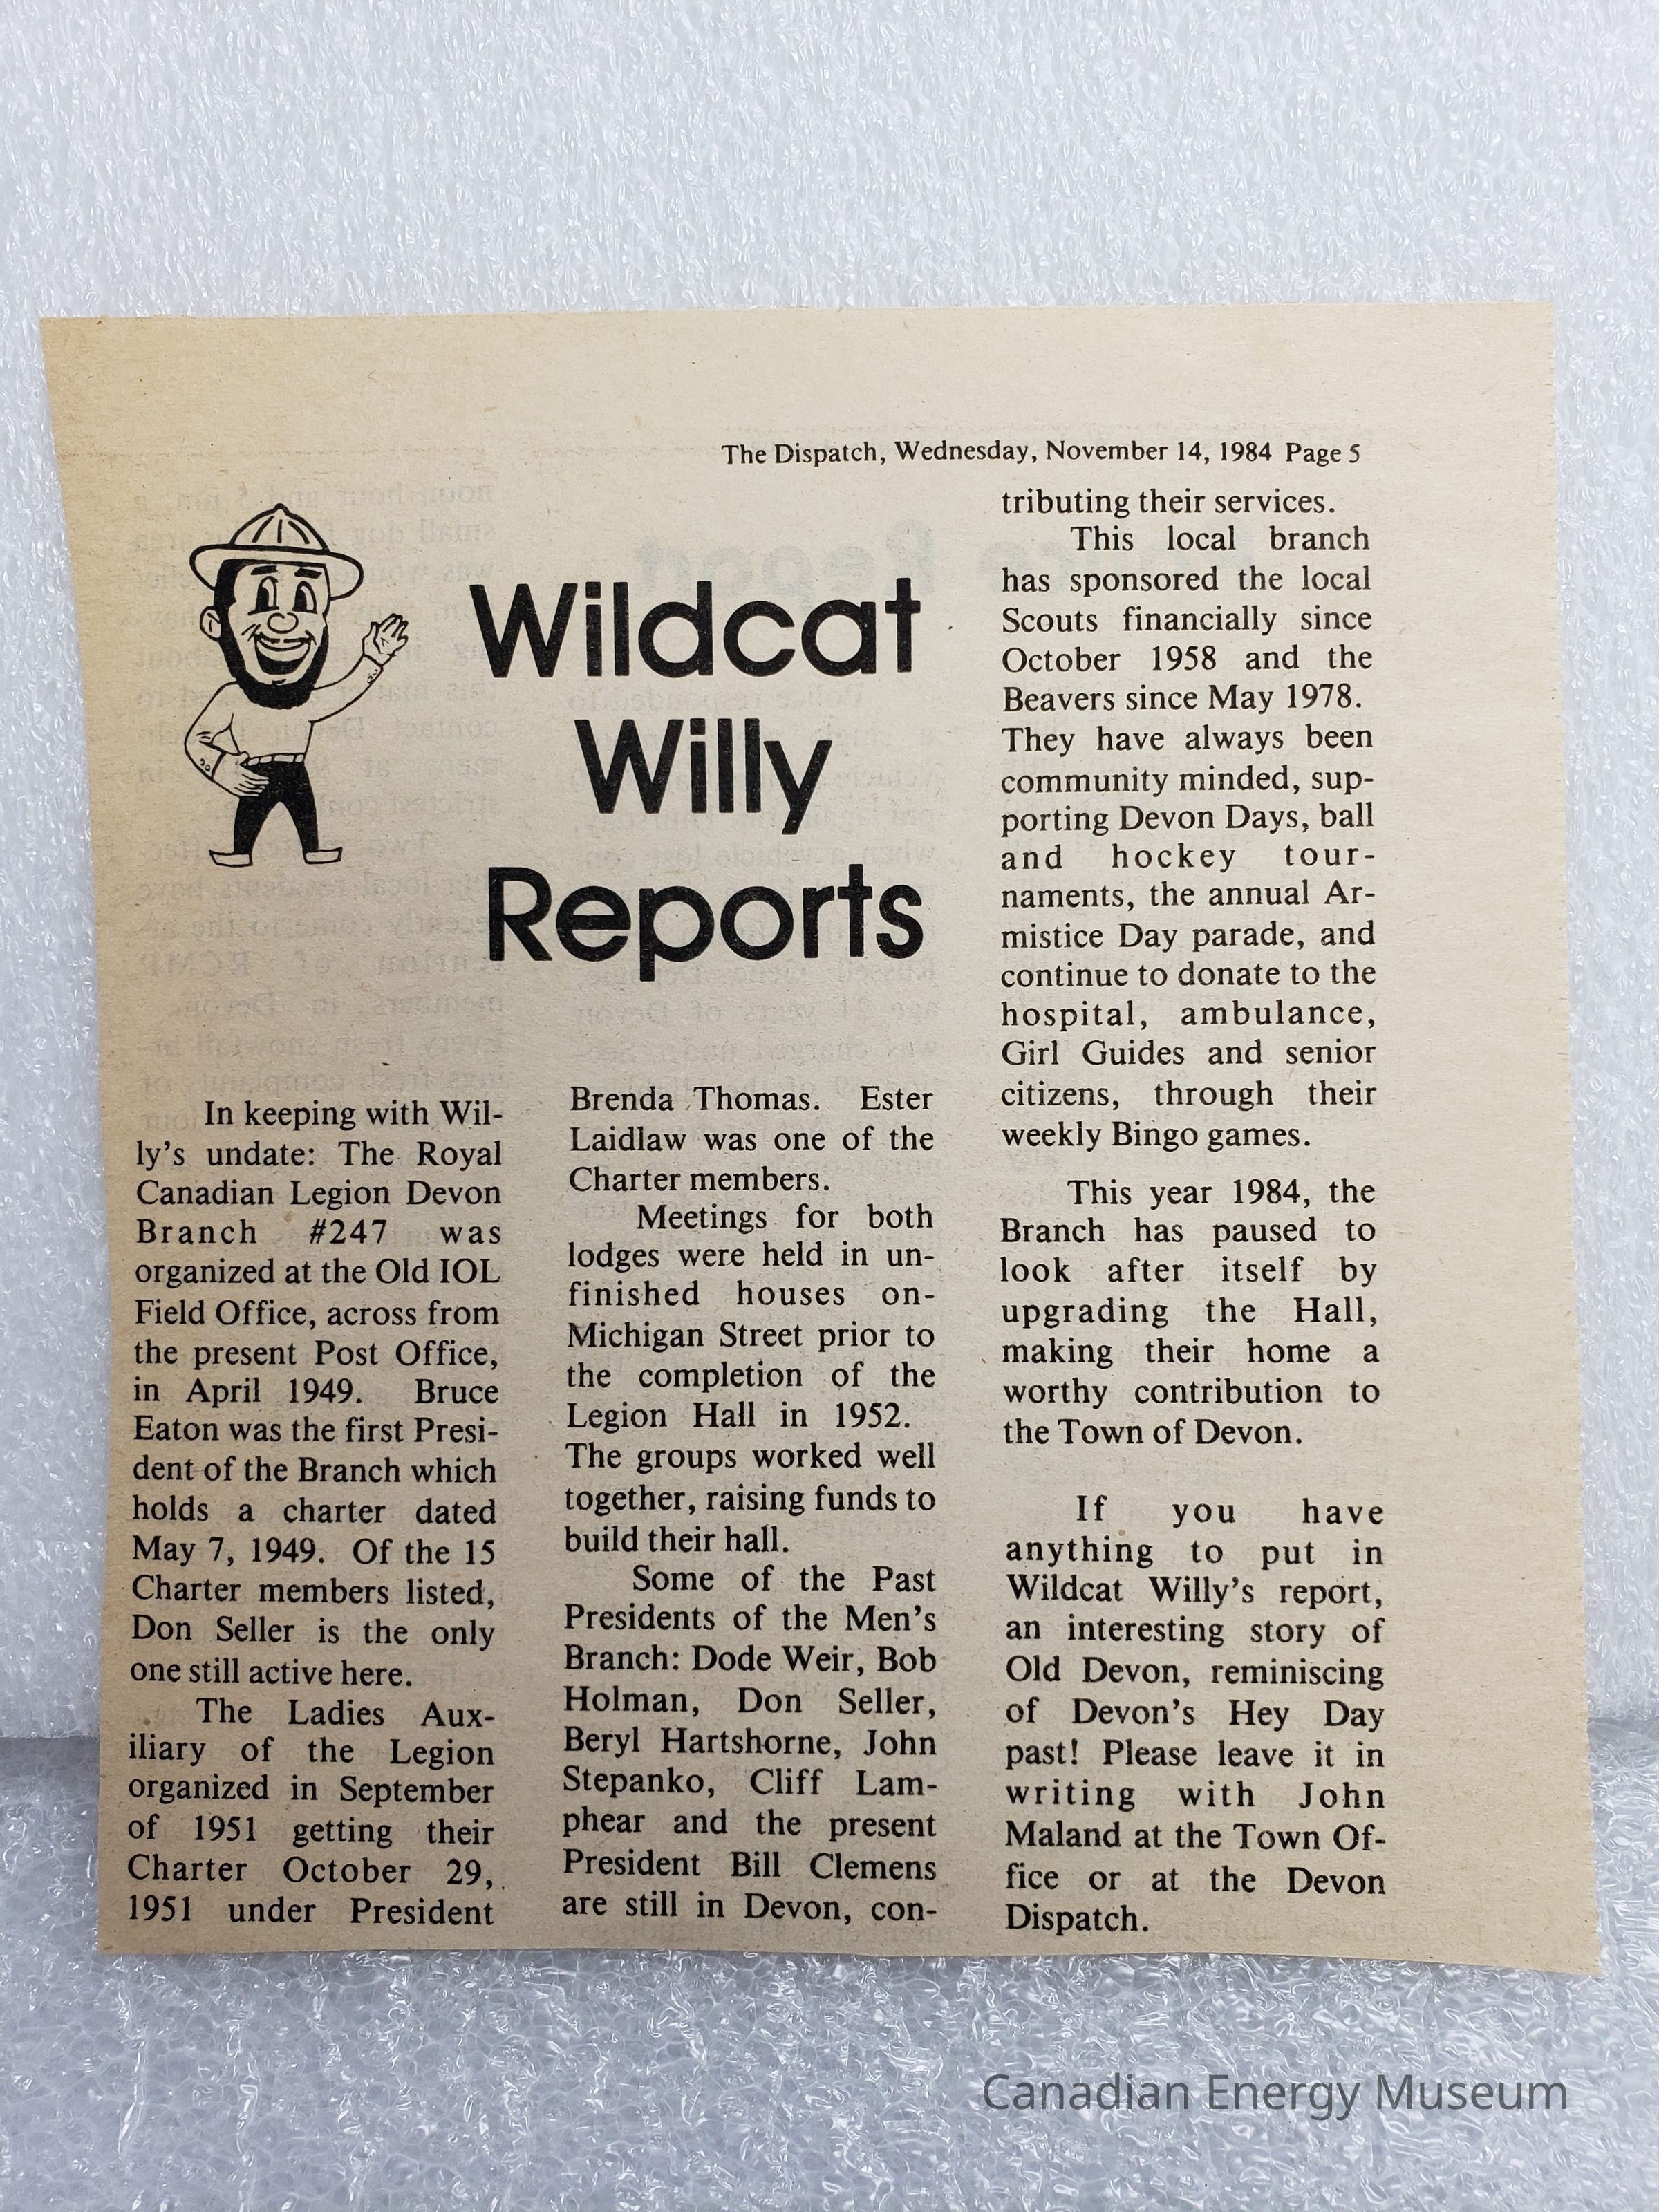 The Dispatch, Wednesday, November 14, 1984 Page 5
Wildcat
Willy
Reports
In keeping with Wil-
ly's undate: The Royal
Canadian Legion Devon
Branch #247 was
organized at the Old IOL
Field Office, across from
the present Post Office,
in April 1949. Bruce
Eaton was the first Presi-
dent of the Branch which
holds a charter dated
May 7, 1949. Of the 15
Charter members listed,
Don Seller is the only
one still active here.
The Ladies Aux-
iliary of the Legion
organized in September
of 1951 getting their
Charter October 29,
1951 under President
Brenda Thomas. Ester
Laidlaw was one of the
Charter members.
Meetings for both
lodges were held in un-
finished houses on-
Michigan Street prior to
the completion of the
Legion Hall in 1952.
The groups worked well
together, raising funds to
build their hall.
Some of the Past
Presidents of the Men's
Branch: Dode Weir, Bob
Holman, Don Seller,
Beryl Hartshorne, John
Stepanko, Cliff Lam-
phear and the present
President Bill Clemens
are still in Devon, con-
tributing their services.
This local branch
has sponsored the local
Scouts financially since
October 1958 and the
Beavers since May 1978.
They have always been
community minded, sup-
porting Devon Days, ball
and hockey tour-
naments, the annual Ar-
mistice Day parade, and
continue to donate to the
hospital, ambulance,
Girl Guides and senior
citizens, through their
weekly Bingo games.
This year 1984, the
Branch has paused to
look after itself by
upgrading the Hall,
making their home a
worthy contribution to
the Town of Devon.
If you have
anything to put in
Wildcat Willy's report,
an interesting story of
Old Devon, reminiscing
of Devon's Hey Day
past! Please leave it in
writing with John
Maland at the Town Of-
fice or at the Devon
Dispatch.
Canadian Energy Museum